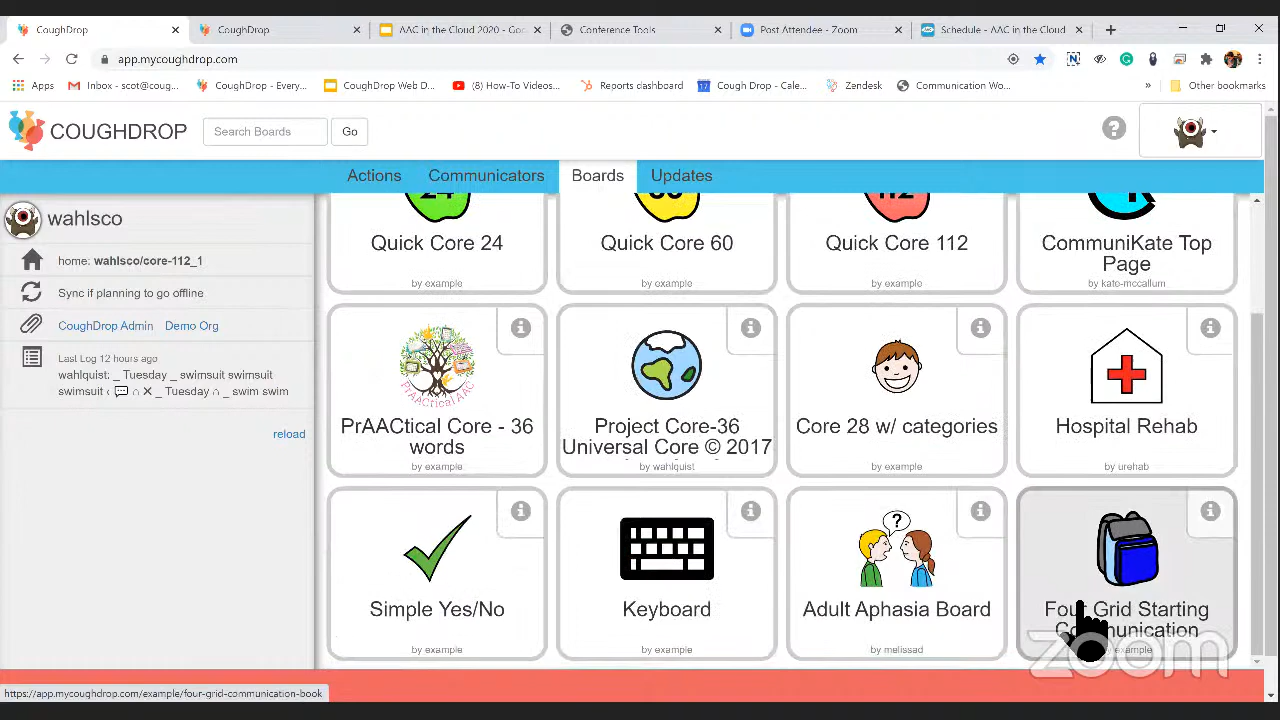 CoughDrop
CoughDrop
AAC in the Cloud 2020 - Goo
Conference Tools
Post Attendee - Zoom
Schedule - AAC in the Cloud
app.mycoughdrop.com
Apps
Inbox - scot@coug...
CoughDrop - Every...
CoughDrop Web D...
(8) How-To Videos...
Reports dashboard
17
Cough Drop - Cale...
Zendesk
Communication Wo...
»
Other bookmarks
COUGHDROP
Search Boards
Go
Actions
Communicators
Boards
Updates
wahlsco
home: wahlsco/core-112_1
Sync if planning to go offline
CoughDrop Admin Demo Org
Last Log 12 hours ago
wahlquist: _ Tuesday _ swimsuit swimsuit
swimsuit
_ Tuesday
_ swim swim
reload
24
112
Quick Core 24
by example
Quick Core 60
by example
Quick Core 112
by example
CommuniKate Top
Page
by kate-mccallum
PrAACtical AAC
PrAACtical Core - 36
words
by example
Project Core-36
Universal Core © 2017
by wahlquist
Core 28 w/ categories
by example
Hospital Rehab
by urehab
Simple Yes/No
by example
Keyboard
by example
?
Adult Aphasia Board
by melissad
Four Grid Starting
Communication
by example
zoom
https://app.mycoughdrop.com/example/four-grid-communication-book